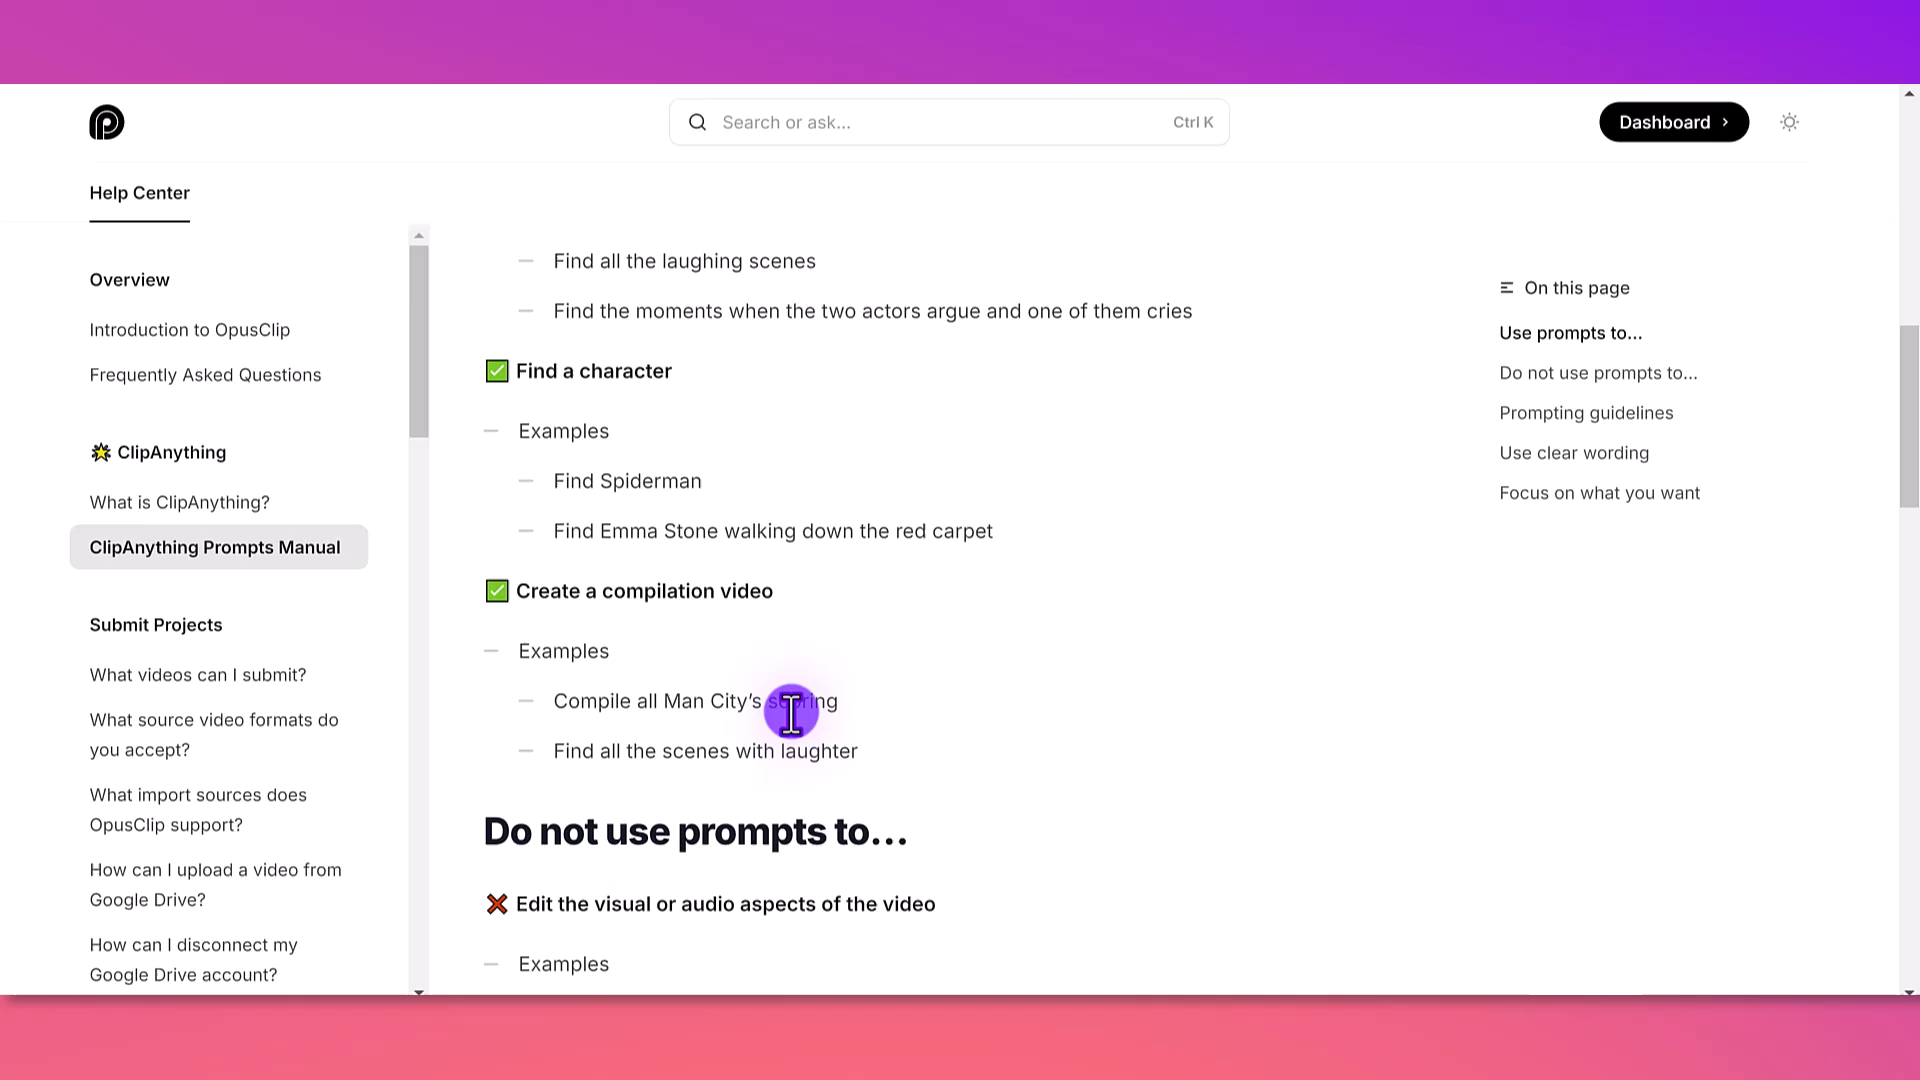 Search or ask...
Ctrl K
Dashboard
Help Center
Overview
Introduction to OpusClip
Frequently Asked Questions
ClipAnything
What is ClipAnything?
ClipAnything Prompts Manual
Submit Projects
What videos can I submit?
What source video formats do
you accept?
What import sources does
OpusClip support?
How can I upload a video from
Google Drive?
How can I disconnect my
Google Drive account?
Find all the laughing scenes
Find the moments when the two actors argue and one of them cries
Find a character
Examples
Find Spiderman
Find Emma Stone walking down the red carpet
Create a compilation video
Examples
Compile all Man City’s scoring
Find all the scenes with laughter
Do not use prompts to…
Edit the visual or audio aspects of the video
Examples
On this page
Use prompts to…
Do not use prompts to…
Prompting guidelines
Use clear wording
Focus on what you want